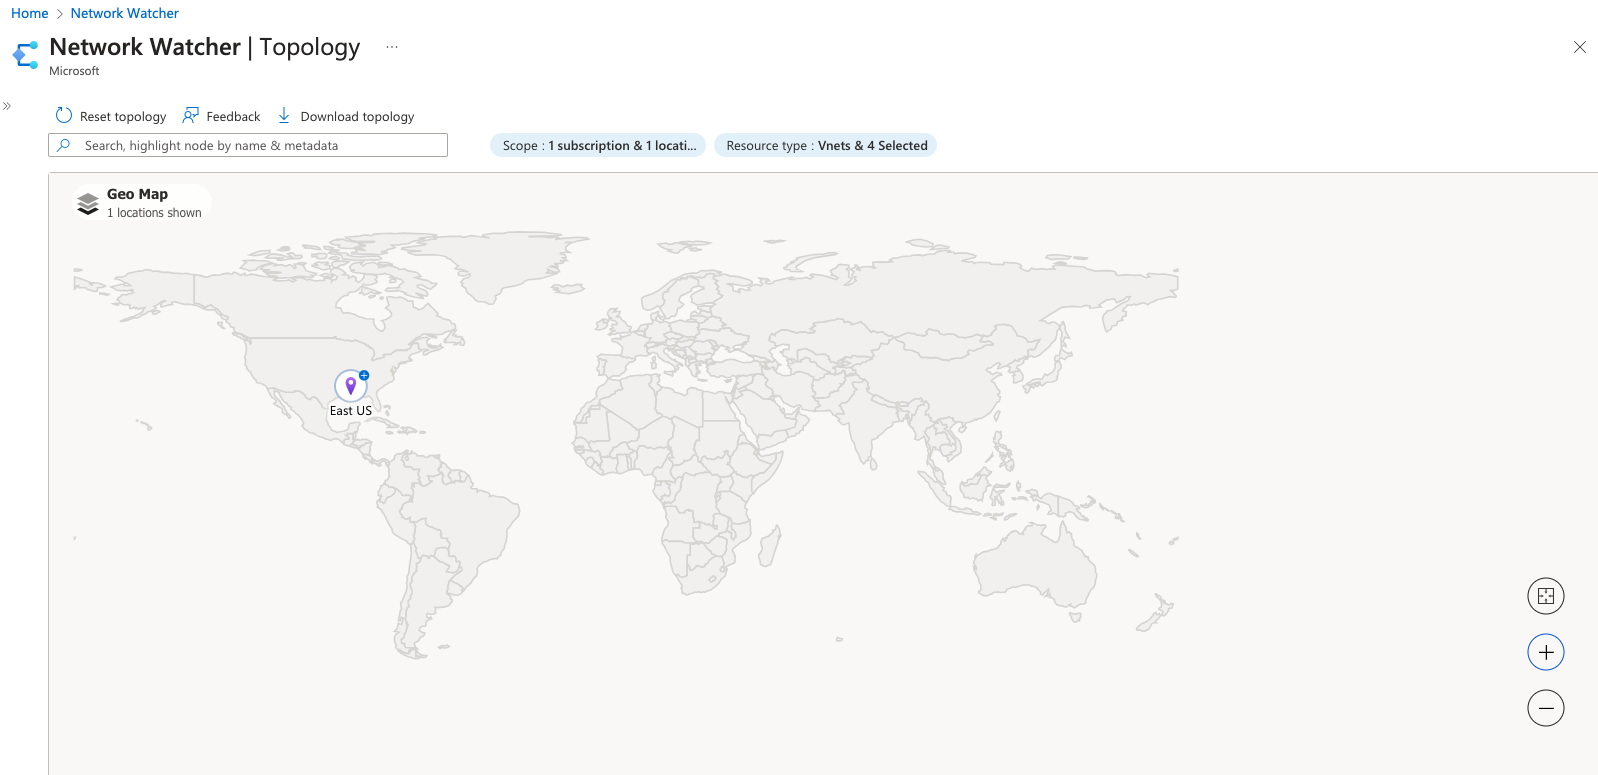 Home > Network Watcher
Network Watcher | Topology ...
Microsoft
»
Reset topology Feedback Download topology
Search, highlight node by name & metadata
Scope : 1 subscription & 1 locati... Resource type : Vnets & 4 Selected
Geo Map
1 locations shown
East US